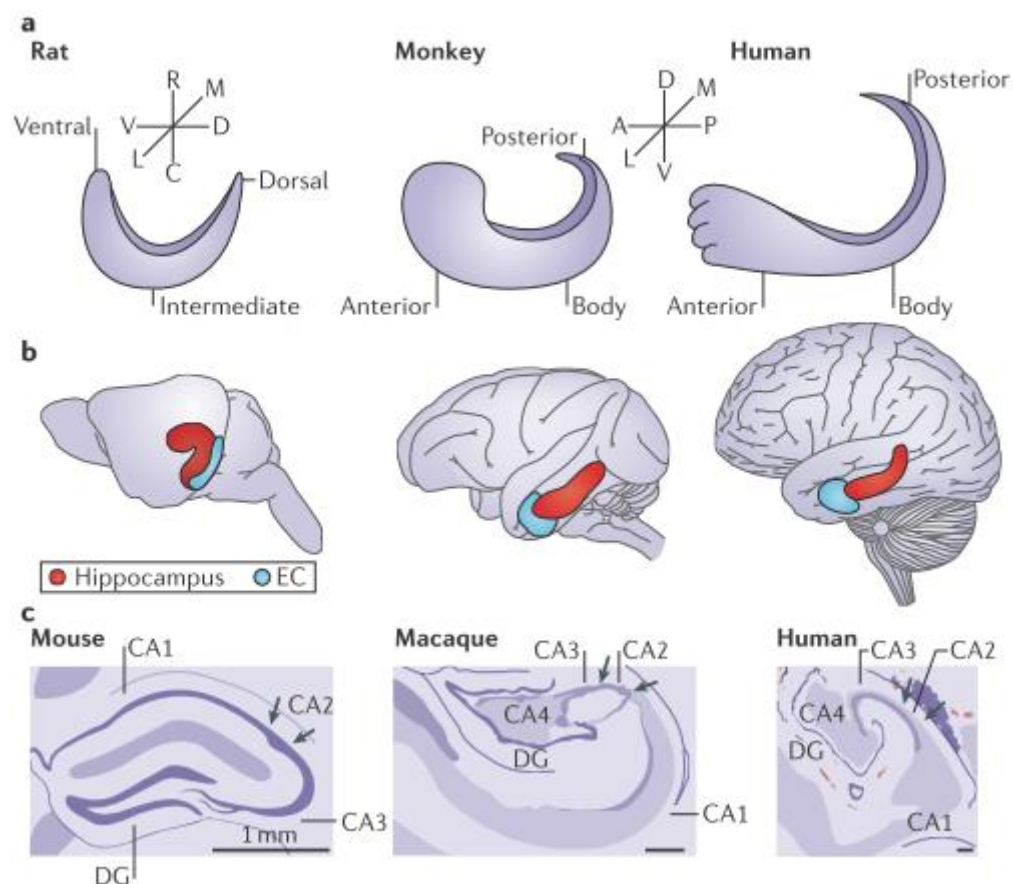 a
Rat
Monkey
Human
R
M
V
D
L
C
Ventral
Dorsal
Intermediate
D
M
A
P
L
V
Posterior
Anterior
Body
Posterior
Anterior
Body
b
Hippocampus
EC
c
Mouse
CA1
CA2
CA3
DG
1 mm
Macaque
CA3
CA2
CA4
DG
CA1
Human
CA3
CA2
CA4
DG
CA1